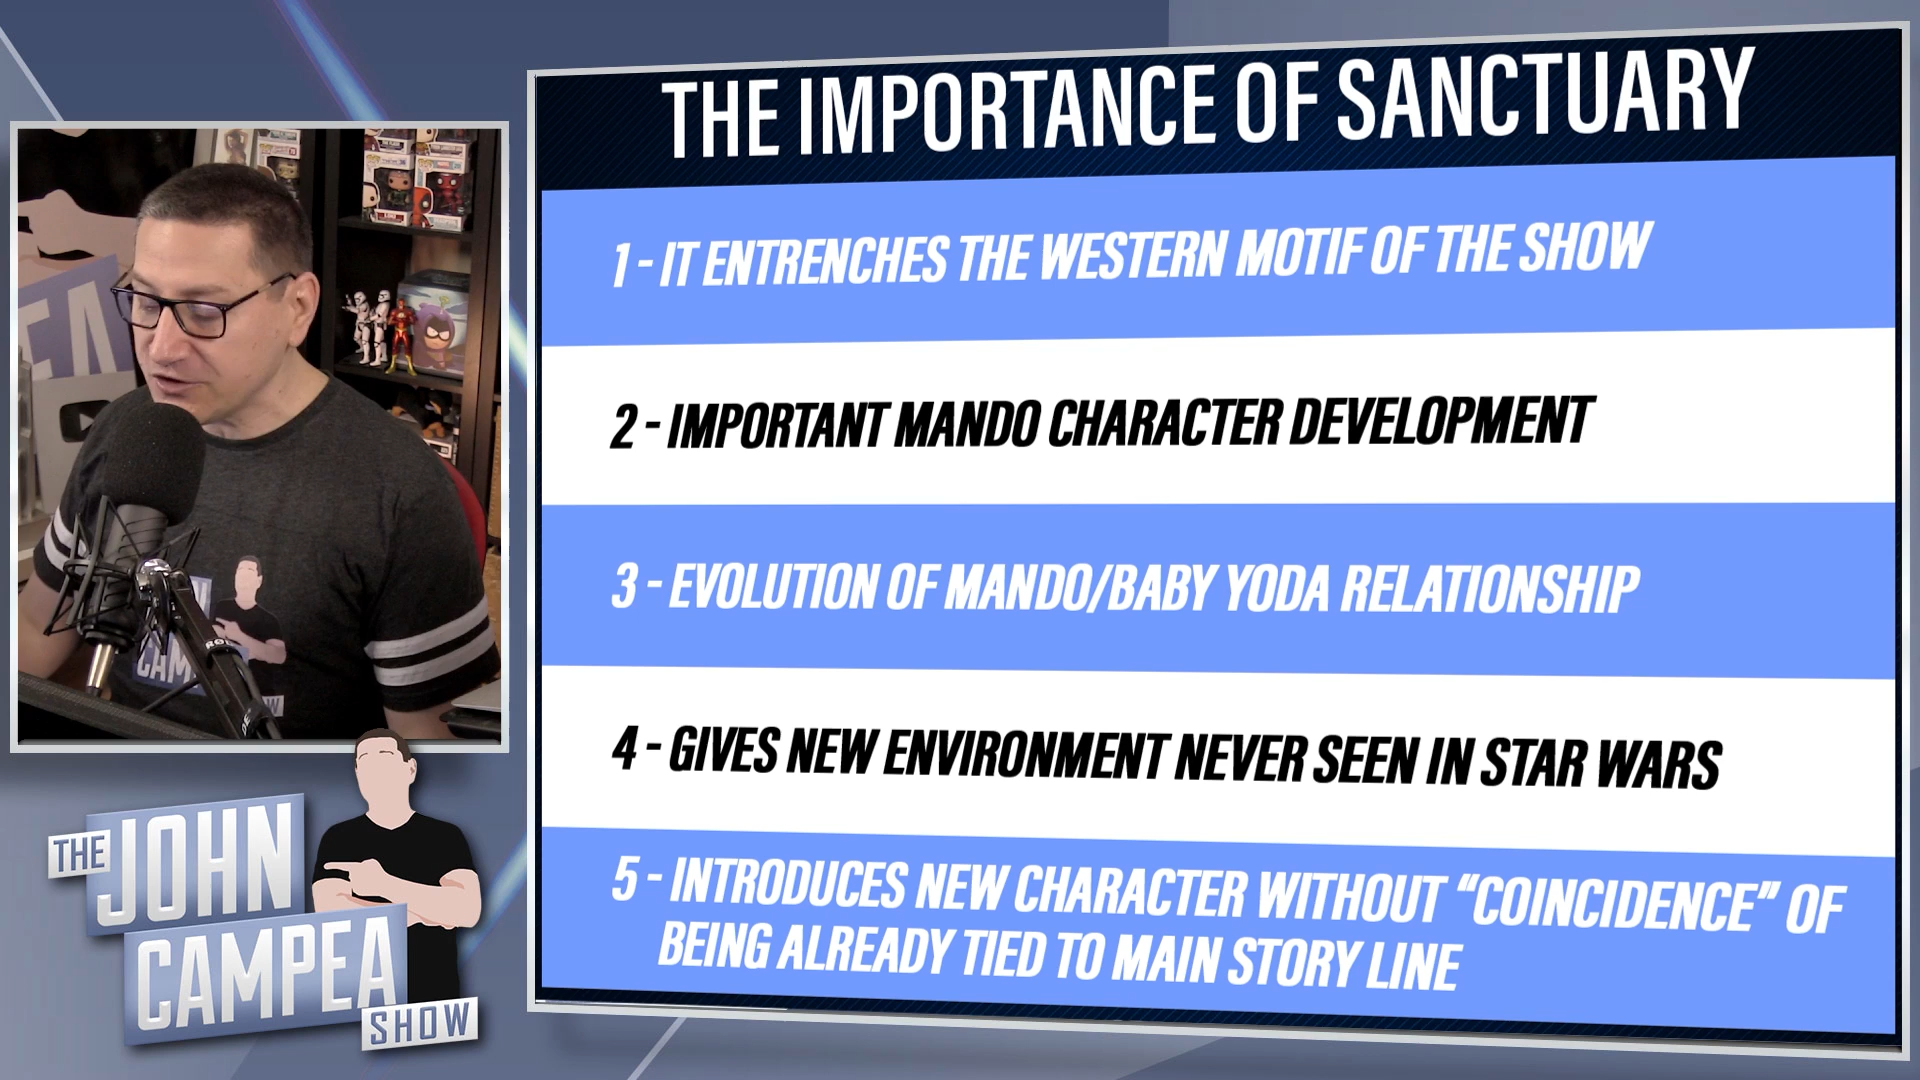 THE IMPORTANCE OF SANCTUARY
1 - IT ENTRENCHES THE WESTERN MOTIF OF THE SHOW
2 - IMPORTANT MANDO CHARACTER DEVELOPMENT
3 - EVOLUTION OF MANDO/BABY YODA RELATIONSHIP
4 - GIVES NEW ENVIRONMENT NEVER SEEN IN STAR WARS
5 - INTRODUCES NEW CHARACTER WITHOUT “COINCIDENCE” OF
BEING ALREADY TIED TO MAIN STORY LINE
THE
JOHN
CAMPEA
SHOW